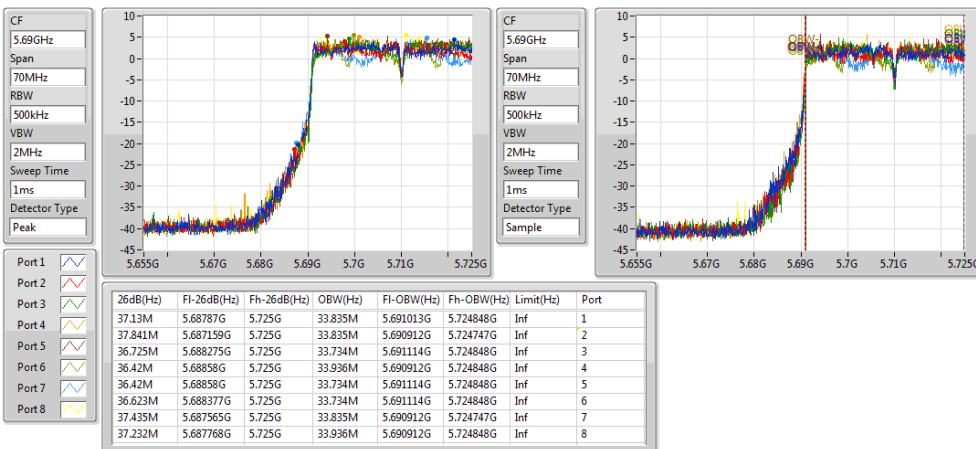 CF
5.69GHz
Span
70MHz
RBW
500kHz
VBW
2MHz
Sweep Time
1ms
Detector Type
Peak
10-
5-
0-
-5-
-10-
-15-
-20-
-25-
-30-
-35-
-40-
-45-
5.655G 5.67G 5.68G 5.69G 5.7G 5.71G 5.725G
CF
5.69GHz
Span
70MHz
RBW
500kHz
VBW
2MHz
Sweep Time
1ms
Detector Type
Sample
10-
5-
0-
-5-
-10-
-15-
-20-
-25-
-30-
-35-
-40-
-45-
5.655G 5.67G 5.68G 5.69G 5.7G 5.71G 5.725G
Port 1
Port 2
Port 3
Port 4
Port 5
Port 6
Port 7
Port 8
26dB(Hz) Fl-26dB(Hz) Fh-26dB(Hz) OBW(Hz) Fl-OBW(Hz) Fh-OBW(Hz) Limit(Hz) Port
37.13M 5.68787G 5.725G 33.835M 5.691013G 5.724848G Inf 1
37.841M 5.687159G 5.725G 33.835M 5.690912G 5.724747G Inf 2
36.725M 5.688275G 5.725G 33.734M 5.691114G 5.724848G Inf 3
36.42M 5.68858G 5.725G 33.936M 5.690912G 5.724848G Inf 4
36.42M 5.68858G 5.725G 33.734M 5.691114G 5.724848G Inf 5
36.623M 5.688377G 5.725G 33.734M 5.691114G 5.724848G Inf 6
37.435M 5.687565G 5.725G 33.835M 5.690912G 5.724747G Inf 7
37.232M 5.687768G 5.725G 33.936M 5.690912G 5.724848G Inf 8